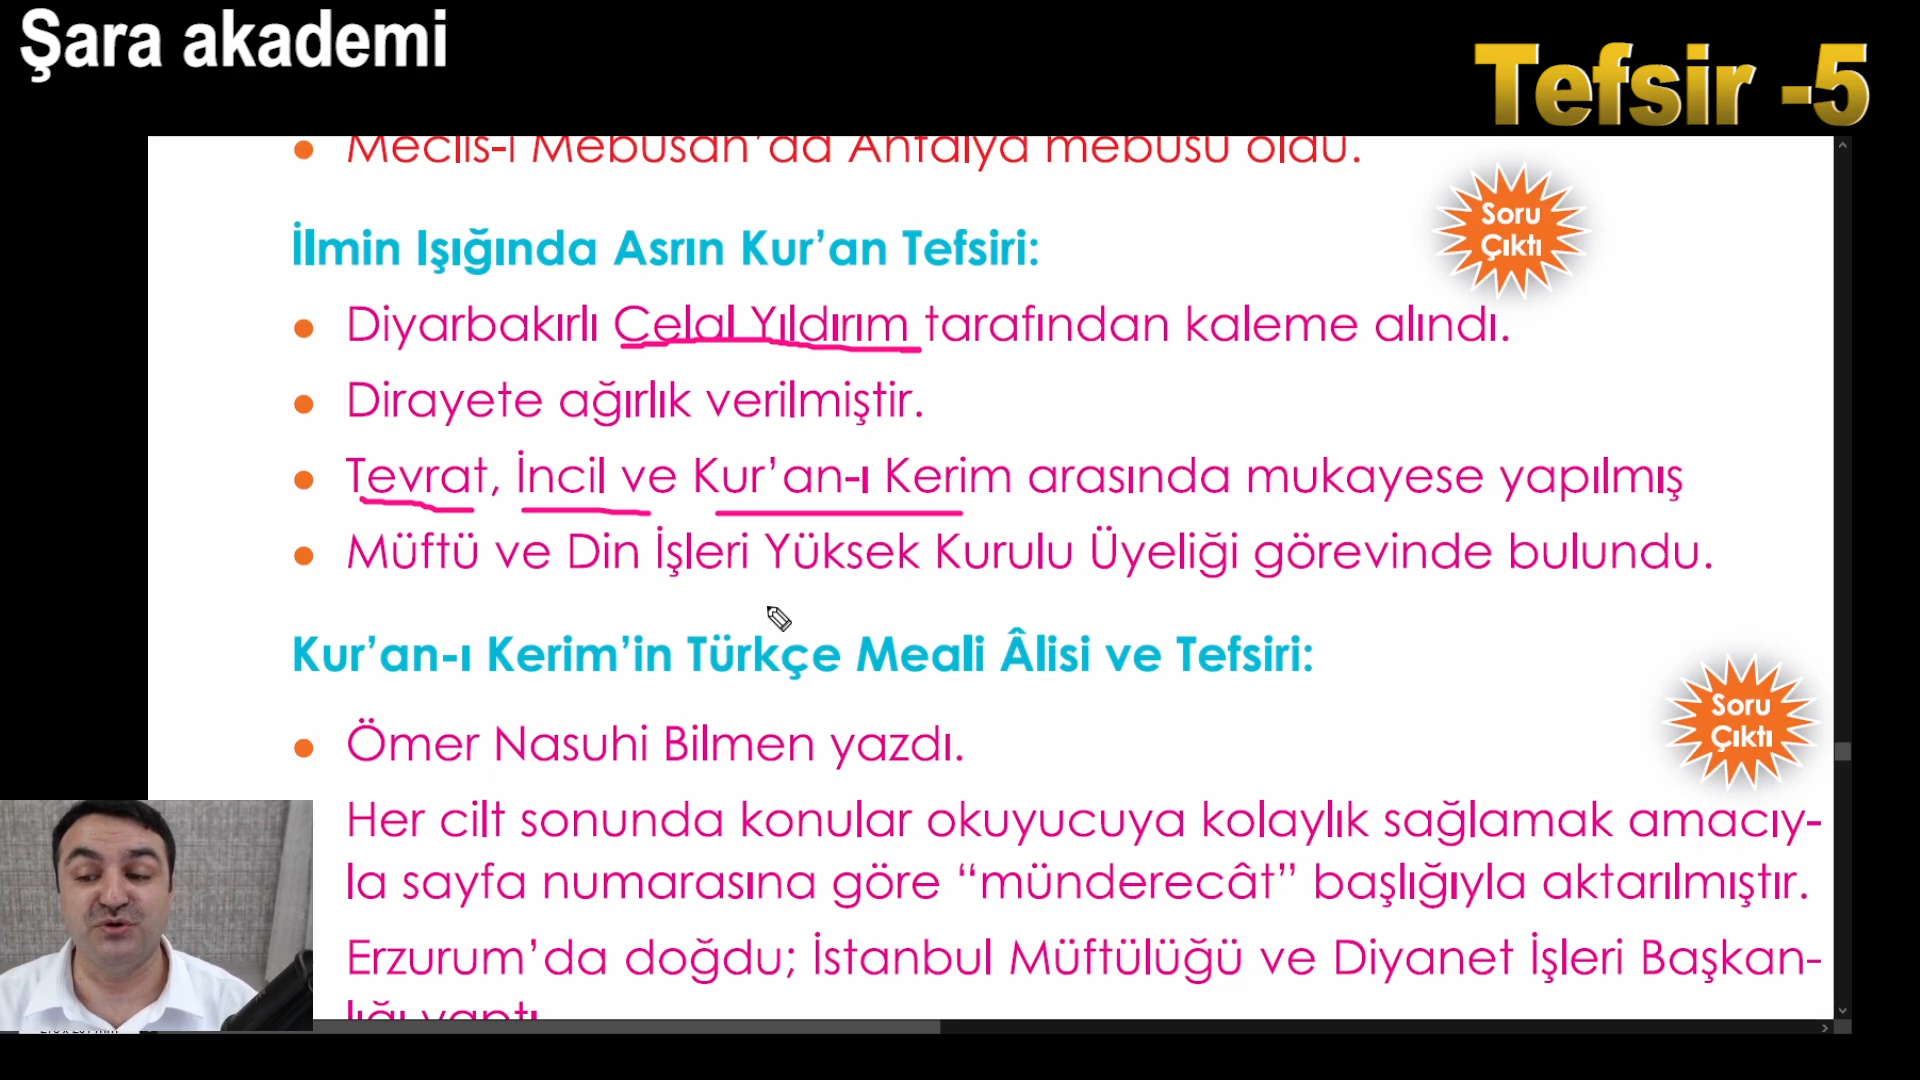 Şara akademi
Tefsir -5
Meclis-i Mebusan’da Antalya mebusu oldu.
Soru
Çıktı
İlmin Işığında Asrın Kur’an Tefsiri:
Diyarbakırlı Celal Yıldırım tarafından kaleme alındı.
Dirayete ağırlık verilmiştir.
Tevrat, İncil ve Kur’an-ı Kerim arasında mukayese yapılmış
Müftü ve Din İşleri Yüksek Kurulu Üyeliği görevinde bulundu.
Kur’an-ı Kerim’in Türkçe Meali Âlisi ve Tefsiri:
Soru
Çıktı
Ömer Nasuhi Bilmen yazdı.
Her cilt sonunda konular okuyucuya kolaylık sağlamak amacıy-
la sayfa numarasına göre “münderecât” başlığıyla aktarılmıştır.
Erzurum’da doğdu; İstanbul Müftülüğü ve Diyanet İşleri Başkan-
lığı yaptı